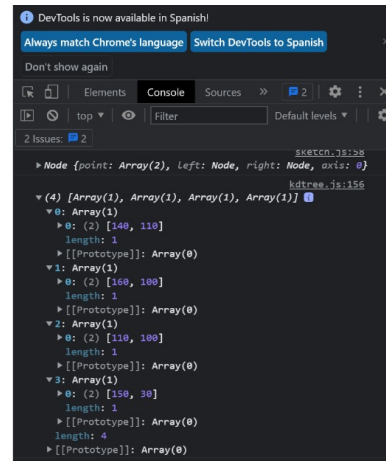 DevTools is now available in Spanish!
Always match Chrome's language Switch DevTools to Spanish
Don't show again
Elements Console Sources » 2
top ▼ Filter Default levels ▼
2 Issues: 2
sketch.js:58
▶ Node {point: Array(2), left: Node, right: Node, axis: 0}
kdtree.js:156
▼ (4) [Array(1), Array(1), Array(1), Array(1)] i
▼ 0: Array(1)
▶ 0: (2) [140, 110]
length: 1
▶ [[Prototype]]: Array(0)
▼ 1: Array(1)
▶ 0: (2) [160, 100]
length: 1
▶ [[Prototype]]: Array(0)
▼ 2: Array(1)
▶ 0: (2) [110, 100]
length: 1
▶ [[Prototype]]: Array(0)
▼ 3: Array(1)
▶ 0: (2) [150, 30]
length: 1
▶ [[Prototype]]: Array(0)
length: 4
▶ [[Prototype]]: Array(0)